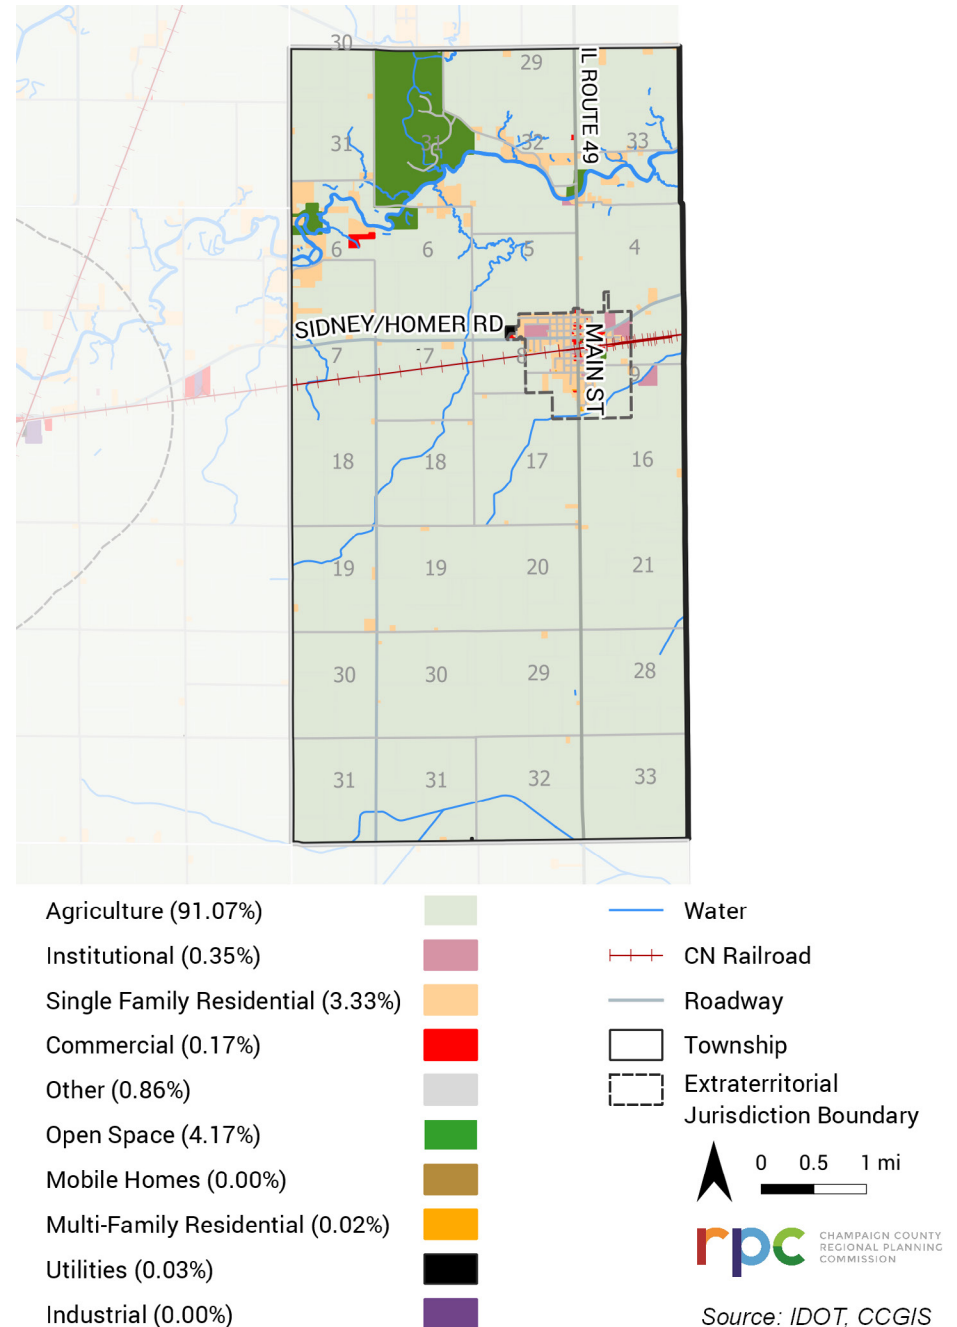 30
29
IL ROUTE 49
31
31
32
33
6
6
5
4
SIDNEY/HOMER RD
MAIN ST
7
7
8
9
18
18
17
16
19
19
20
21
30
30
29
28
31
31
32
33
Agriculture (91.07%)
Institutional (0.35%)
Single Family Residential (3.33%)
Commercial (0.17%)
Other (0.86%)
Open Space (4.17%)
Mobile Homes (0.00%)
Multi-Family Residential (0.02%)
Utilities (0.03%)
Industrial (0.00%)
Water
CN Railroad
Roadway
Township
Extraterritorial
Jurisdiction Boundary
0 0.5 1 mi
rpc
CHAMPAIGN COUNTY
REGIONAL PLANNING
COMMISSION
Source: IDOT, CCGIS